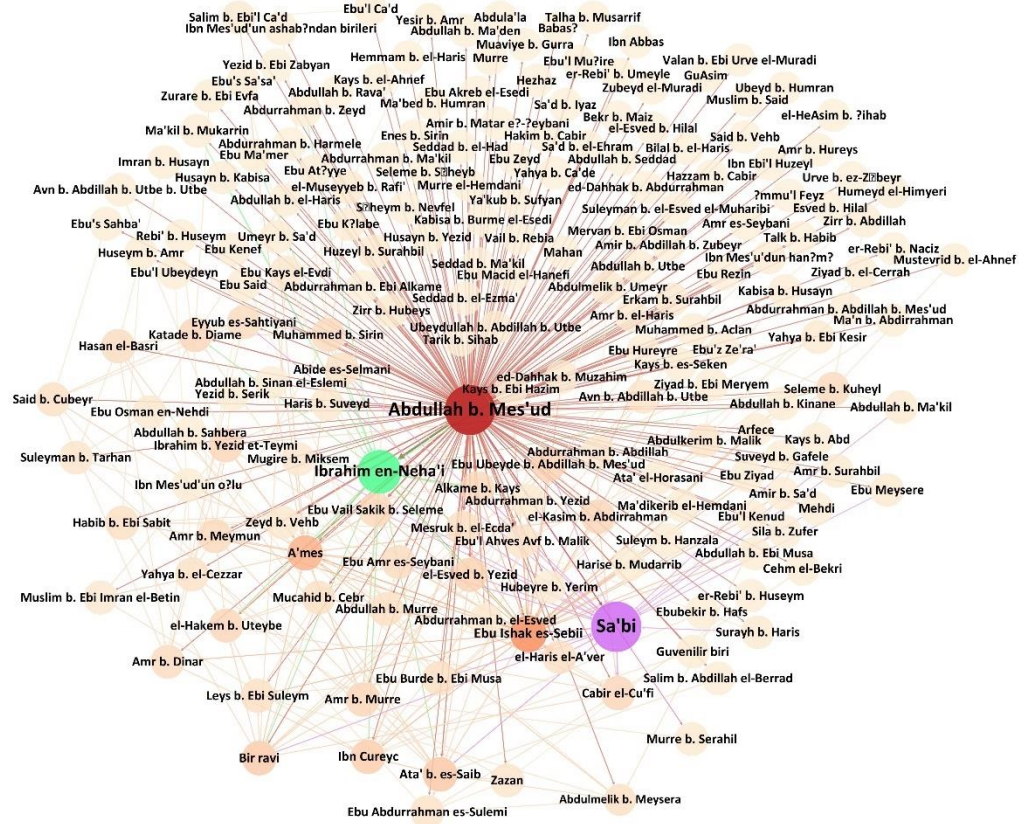 Ebu'l Ca'd
Salim b. Ebi'l Ca'd
Ibn Mes'ud'un ashab?ndan birileri
Yesir b. Amr
Abdula'la
Abdullah b. Ma'den
Talha b. Musarrif
Babas?
Muaviye b. Gurra
Ibn Abbas
Hemmam b. el-Haris
Murre
Ebu'l Mu?ire
Valan b. Ebi Urve el-Muradi
Yezid b. Ebi Zabyan
GuAsim
er-Rebi' b. Umeyle
Ebu's Sa'sa'
Kays b. el-Ahnef
Hezhaz
Zubeyd el-Muradi
Abdullah b. Rava'
Ebu Akreb el-Esedi
Ubeyd b. Humran
Zurare b. Ebi Evfa
Muslim b. Said
Abdurrahman b. Zeyd
Ma'bed b. Humran
Sa'd b. Iyaz
Bekr b. Maiz
el-HeAsim b. ?ihab
Amir b. Matar e?-?eybani
el-Esved b. Hilal
Ma'kil b. Mukarrin
Enes b. Sirin
Hakim b. Cabir
Said b. Vehb
Abdurrahman b. Harmele
Seddad b. el-Had
Sa'd b. el-Ehram
Bilal b. el-Haris
Amr b. Hureys
Ebu Ma'mer
Abdurrahman b. Ma'kil
Ebu Zeyd
Abdullah b. Seddad
Ibn Ebi'l Huzeyl
Imran b. Husayn
Ebu At?yye
Yahya b. Ca'de
Hazzam b. Cabir
Husayn b. Kabisa
el-Museyyeb b. Rafi'
Murre el-Hemdani
ed-Dahhak b. Abdurrahman
?mmu'l Feyz
Humeyd el-Himyeri
Avn b. Abdillah b. Utbe b. Utbe
Abdullah b. el-Haris
Ya'kub b. Sufyan
Suleyman b. el-Esved el-Muharibi
Esved b. Hilal
Kabisa b. Burme el-Esedi
Zirr b. Abdillah
Ebu's Sahba'
Ebu K?labe
Mervan b. Ebi Osman
Amr es-Seybani
Rebi' b. Huseym
Umeyr b. Sa'd
Husayn b. Yezid
Vail b. Rebia
Amir b. Abdillah b. Zubeyr
Talk b. Habib
Huseym b. Amr
Ebu Kenef
Huzeyl b. Surahbil
Mahan
Ibn Mes'udun han?m?
er-Rebi' b. Naciz
Seddad b. Ma'kil
Abdullah b. Utbe
Mustevrid b. el-Ahnef
Ebu'l Ubeydeyn
Ebu Kays el-Evdi
Ebu Macid el-Hanefi
Ebu Rezin
Ziyad b. el-Cerrah
Ebu Said
Abdurrahman b. Ebi Alkame
Abdulmelik b. Umeyr
Kabisa b. Husayn
Seddad b. el-Ezma'
Erkam b. Surahbil
Zirr b. Hubeys
Amr b. el-Haris
Abdurrahman b. Abdillah b. Mes'ud
Eyyub es-Sahtiyani
Ubeydullah b. Abdillah b. Utbe
Muhammed b. Aclan
Ma'n b. Abdirrahman
Katade b. Diame
Muhammed b. Sirin
Tarik b. Sihab
Yahya b. Ebi Kesir
Hasan el-Basri
Ebu Hureyre
Ebu'z Ze'ra'
Abide es-Selmani
Kays b. es-Seken
Abdullah b. Sinan el-Eslemi
ed-Dahhak b. Muzahim
Yezid b. Serik
Kays b. Ebi Hazim
Ziyad b. Ebi Meryem
Seleme b. Kuheyl
Said b. Cubeyr
Haris b. Suveyd
Avn b. Abdillah b. Utbe
Abdullah b. Kinane
Abdullah b. Ma'kil
Ebu Osman en-Nehdi
Abdullah b. Mes'ud
Arfece
Abdullah b. Sahbera
Abdulkerim b. Malik
Kays b. Abd
Ibrahim b. Yezid et-Teymi
Abdurrahman b. Abdillah
Suveyd b. Gafele
Suleyman b. Tarhan
Mugire b. Miksem
Ibrahim en-Neha'i
Ebu Ubeyde b. Abdillah b. Mes'ud
Ata' el-Horasani
Ebu Ziyad
Amr b. Surahbil
Ibn Mes'ud'un o?lu
Alkame b. Kays
Ebu Meysere
Abdurrahman b. Yezid
Amir b. Sa'd
Mehdi
Ebu Vail Sakik b. Seleme
Ma'dikerib el-Hemdani
Habib b. Ebi Sabit
Zeyd b. Vehb
el-Kasim b. Abdirrahman
Ebu'l Kenud
Mesruk b. el-Ecda'
Sila b. Zufer
Amr b. Meymun
Ebu'l Ahves Avf b. Malik
Suleym b. Hanzala
A'mes
Abdullah b. Ebi Musa
Ebu Amr es-Seybani
Harise b. Mudarrib
Cehm el-Bekri
Yahya b. el-Cezzar
el-Esved b. Yezid
Hubeyre b. Yerim
Muslim b. Ebi Imran el-Betin
Mucahid b. Cebr
er-Rebi' b. Huseym
Abdullah b. Murre
Ebubekir b. Hafs
el-Hakem b. Uteybe
Abdurrahman b. el-Esved
Sa'bi
Ebu Ishak es-Sebii
Surayh b. Haris
Guvenilir biri
Amr b. Dinar
el-Haris el-A'ver
Ebu Burde b. Ebi Musa
Salim b. Abdillah el-Berrad
Leys b. Ebi Suleym
Amr b. Murre
Cabir el-Cu'fi
Murre b. Serahil
Bir ravi
Ibn Cureyc
Ata' b. es-Saib
Zazan
Abdulmelik b. Meysera
Ebu Abdurrahman es-Sulemi